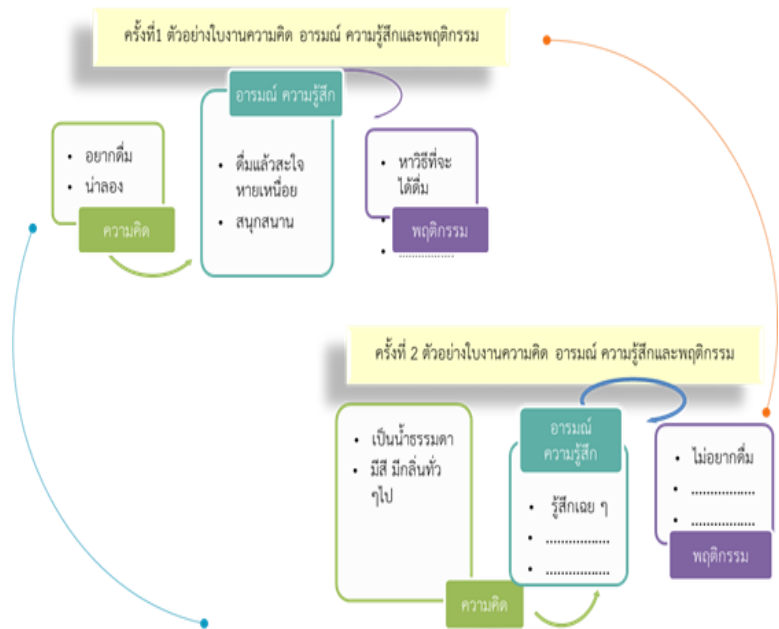 ครั้งที่1 ตัวอย่างใบงานความคิด อารมณ์ ความรู้สึกและพฤติกรรม
อยากดื่ม
น่าลอง
ความคิด
อารมณ์ ความรู้สึก
ดื่มแล้วสะใจ
หายเหนื่อย
สนุกสนาน
หาวิธีที่จะ
ได้ดื่ม
พฤติกรรม
................
ครั้งที่ 2 ตัวอย่างใบงานความคิด อารมณ์ ความรู้สึกและพฤติกรรม
เป็นน้ำธรรมดา
มีสี มีกลิ่นทั่ว
ๆไป
ความคิด
อารมณ์
ความรู้สึก
รู้สึกเฉย ๆ
..................
..................
ไม่อยากดื่ม
.................
.................
พฤติกรรม